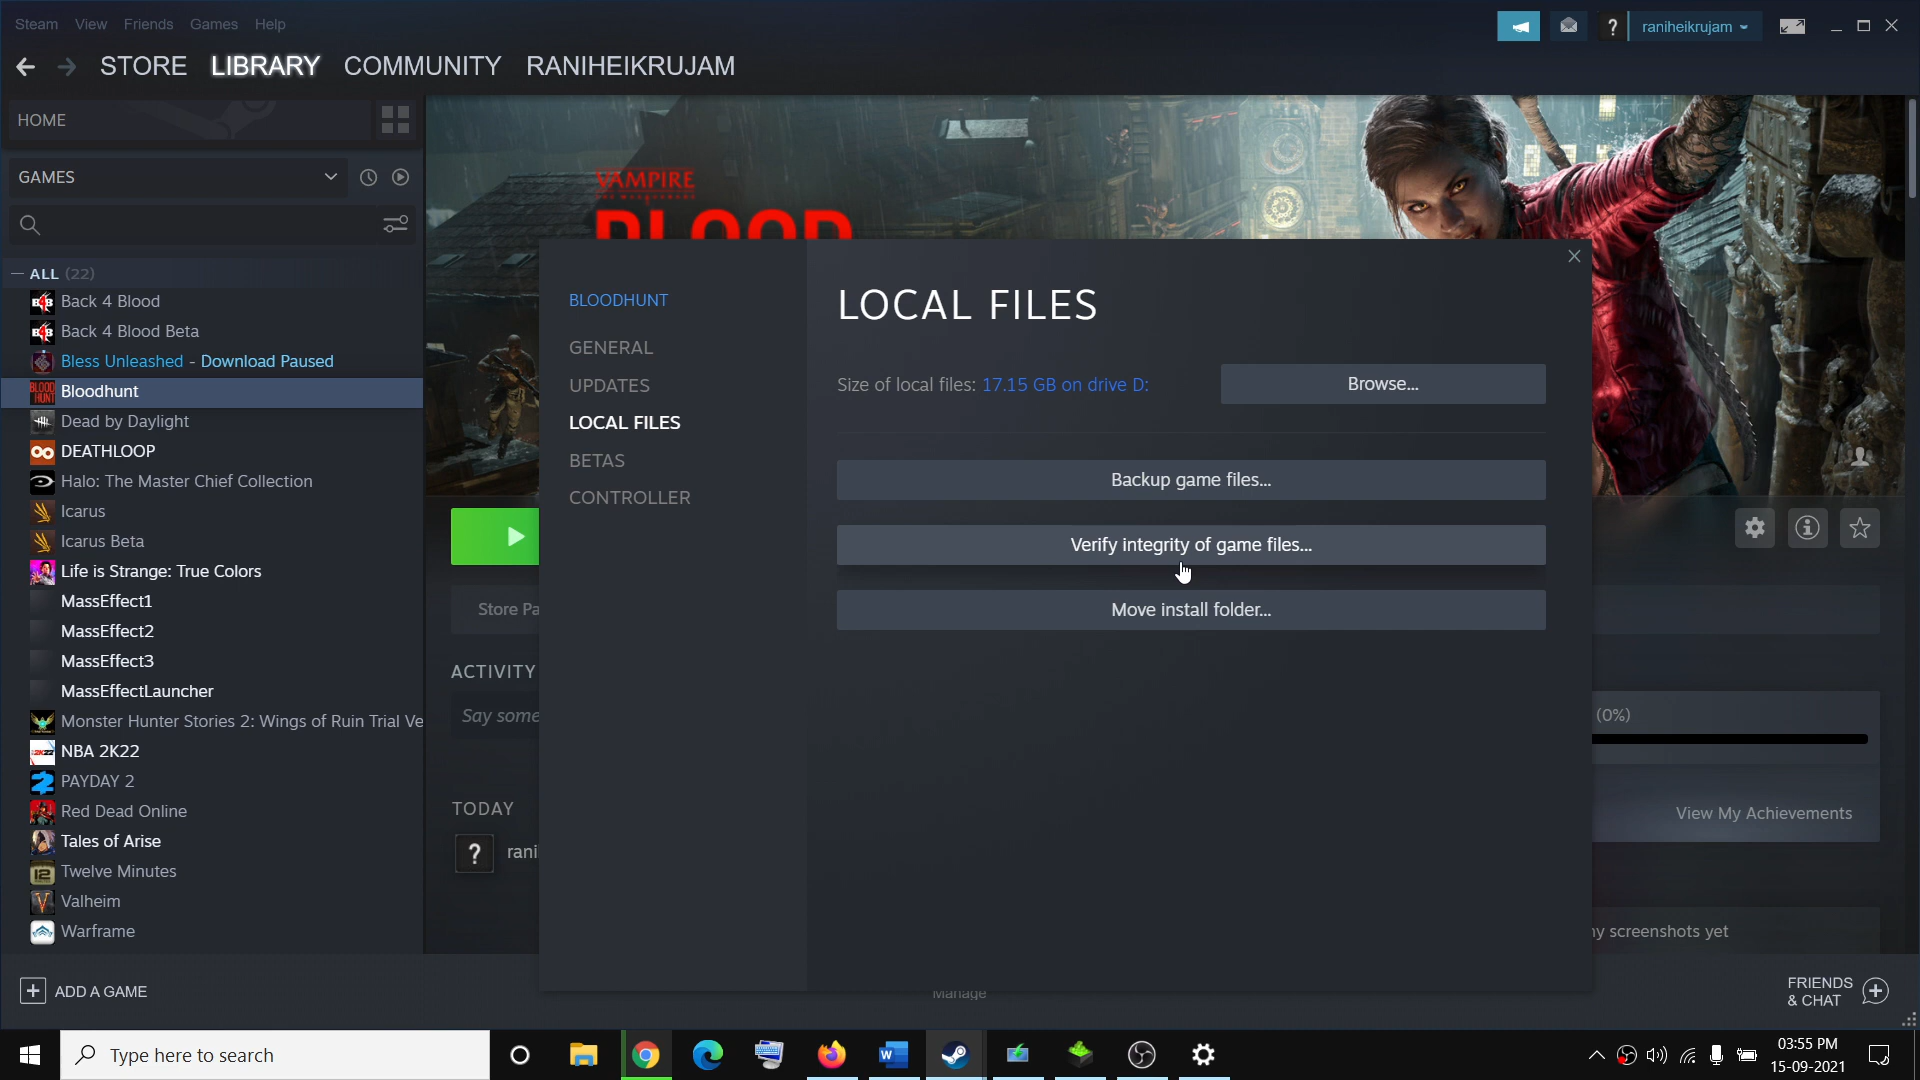 Steam View Friends Games Help
raniheikrujam
STORE LIBRARY COMMUNITY RANIHEIKRUJAM
HOME
GAMES
ALL (22)
Back 4 Blood
Back 4 Blood Beta
Bless Unleashed - Download Paused
Bloodhunt
Dead by Daylight
DEATHLOOP
Halo: The Master Chief Collection
Icarus
Icarus Beta
Life is Strange: True Colors
MassEffect1
MassEffect2
MassEffect3
MassEffectLauncher
Monster Hunter Stories 2: Wings of Ruin Trial Ve
NBA 2K22
PAYDAY 2
Red Dead Online
Tales of Arise
Twelve Minutes
Valheim
Warframe
ADD A GAME
VAMPIRE
BLOOD
Store Pa
ACTIVITY
Say some
TODAY
rani
BLOODHUNT
GENERAL
UPDATES
LOCAL FILES
BETAS
CONTROLLER
LOCAL FILES
Size of local files: 17.15 GB on drive D:
Browse...
Backup game files...
Verify integrity of game files...
Move install folder...
(0%)
View My Achievements
ny screenshots yet
Manage
FRIENDS
& CHAT
Type here to search
03:55 PM
15-09-2021